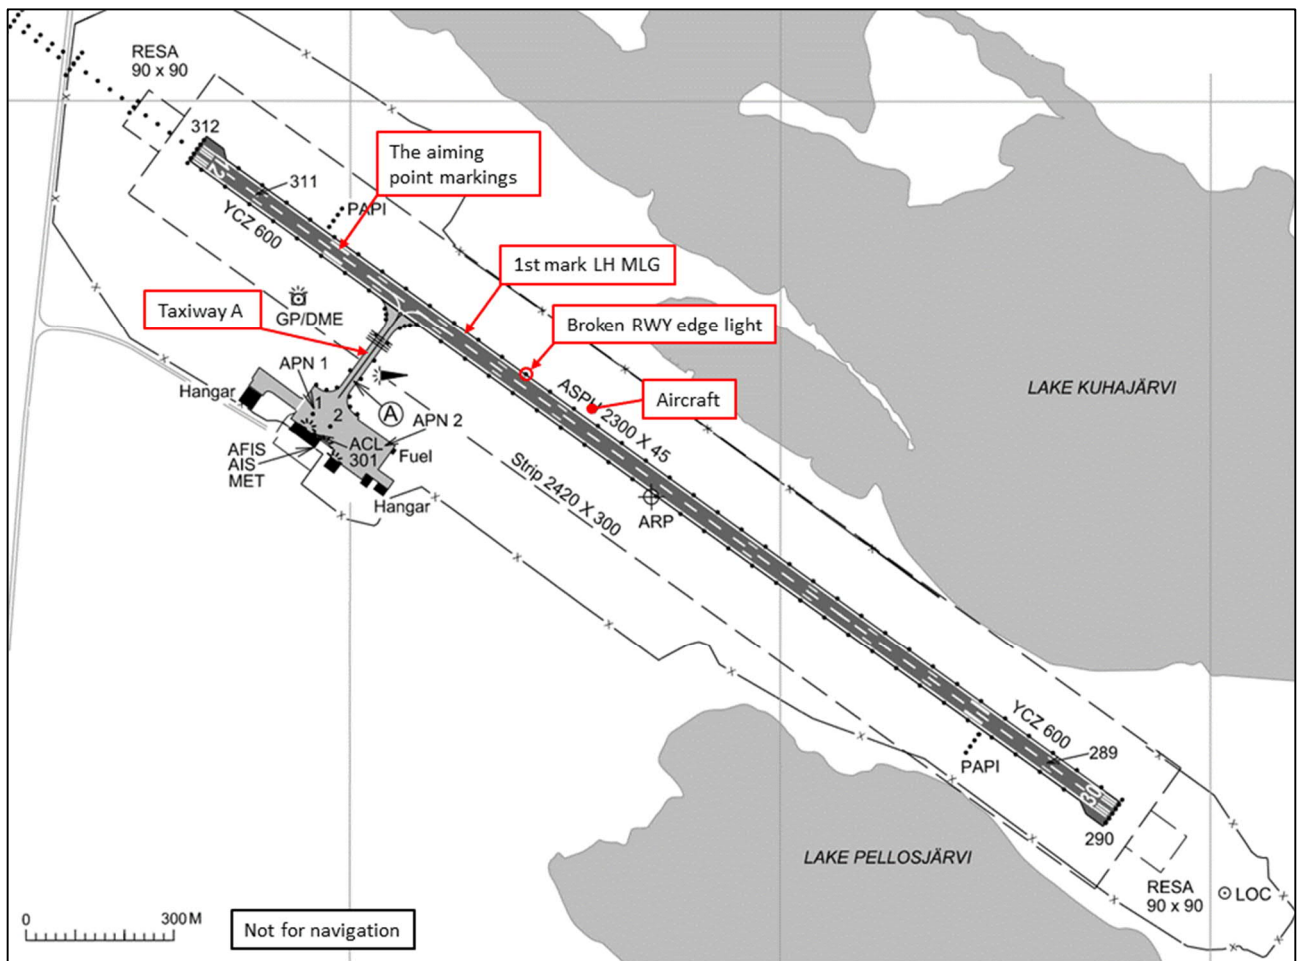 RESA
90 x 90
312
12
311
YCZ 600
PAPI
The aiming
point markings
1st mark LH MLG
Broken RWY edge light
Aircraft
Taxiway A
GP/DME
APN 1
Hangar
1
2
A
APN 2
ACL
301
AFIS
AIS
MET
Fuel
Hangar
ASPH 2300 X 45
Strip 2420 X 300
ARP
LAKE KUHAJÄRVI
YCZ 600
289
PAPI
30
290
LAKE PELLOSJÄRVI
RESA
90 x 90
LOC
0
300 M
Not for navigation